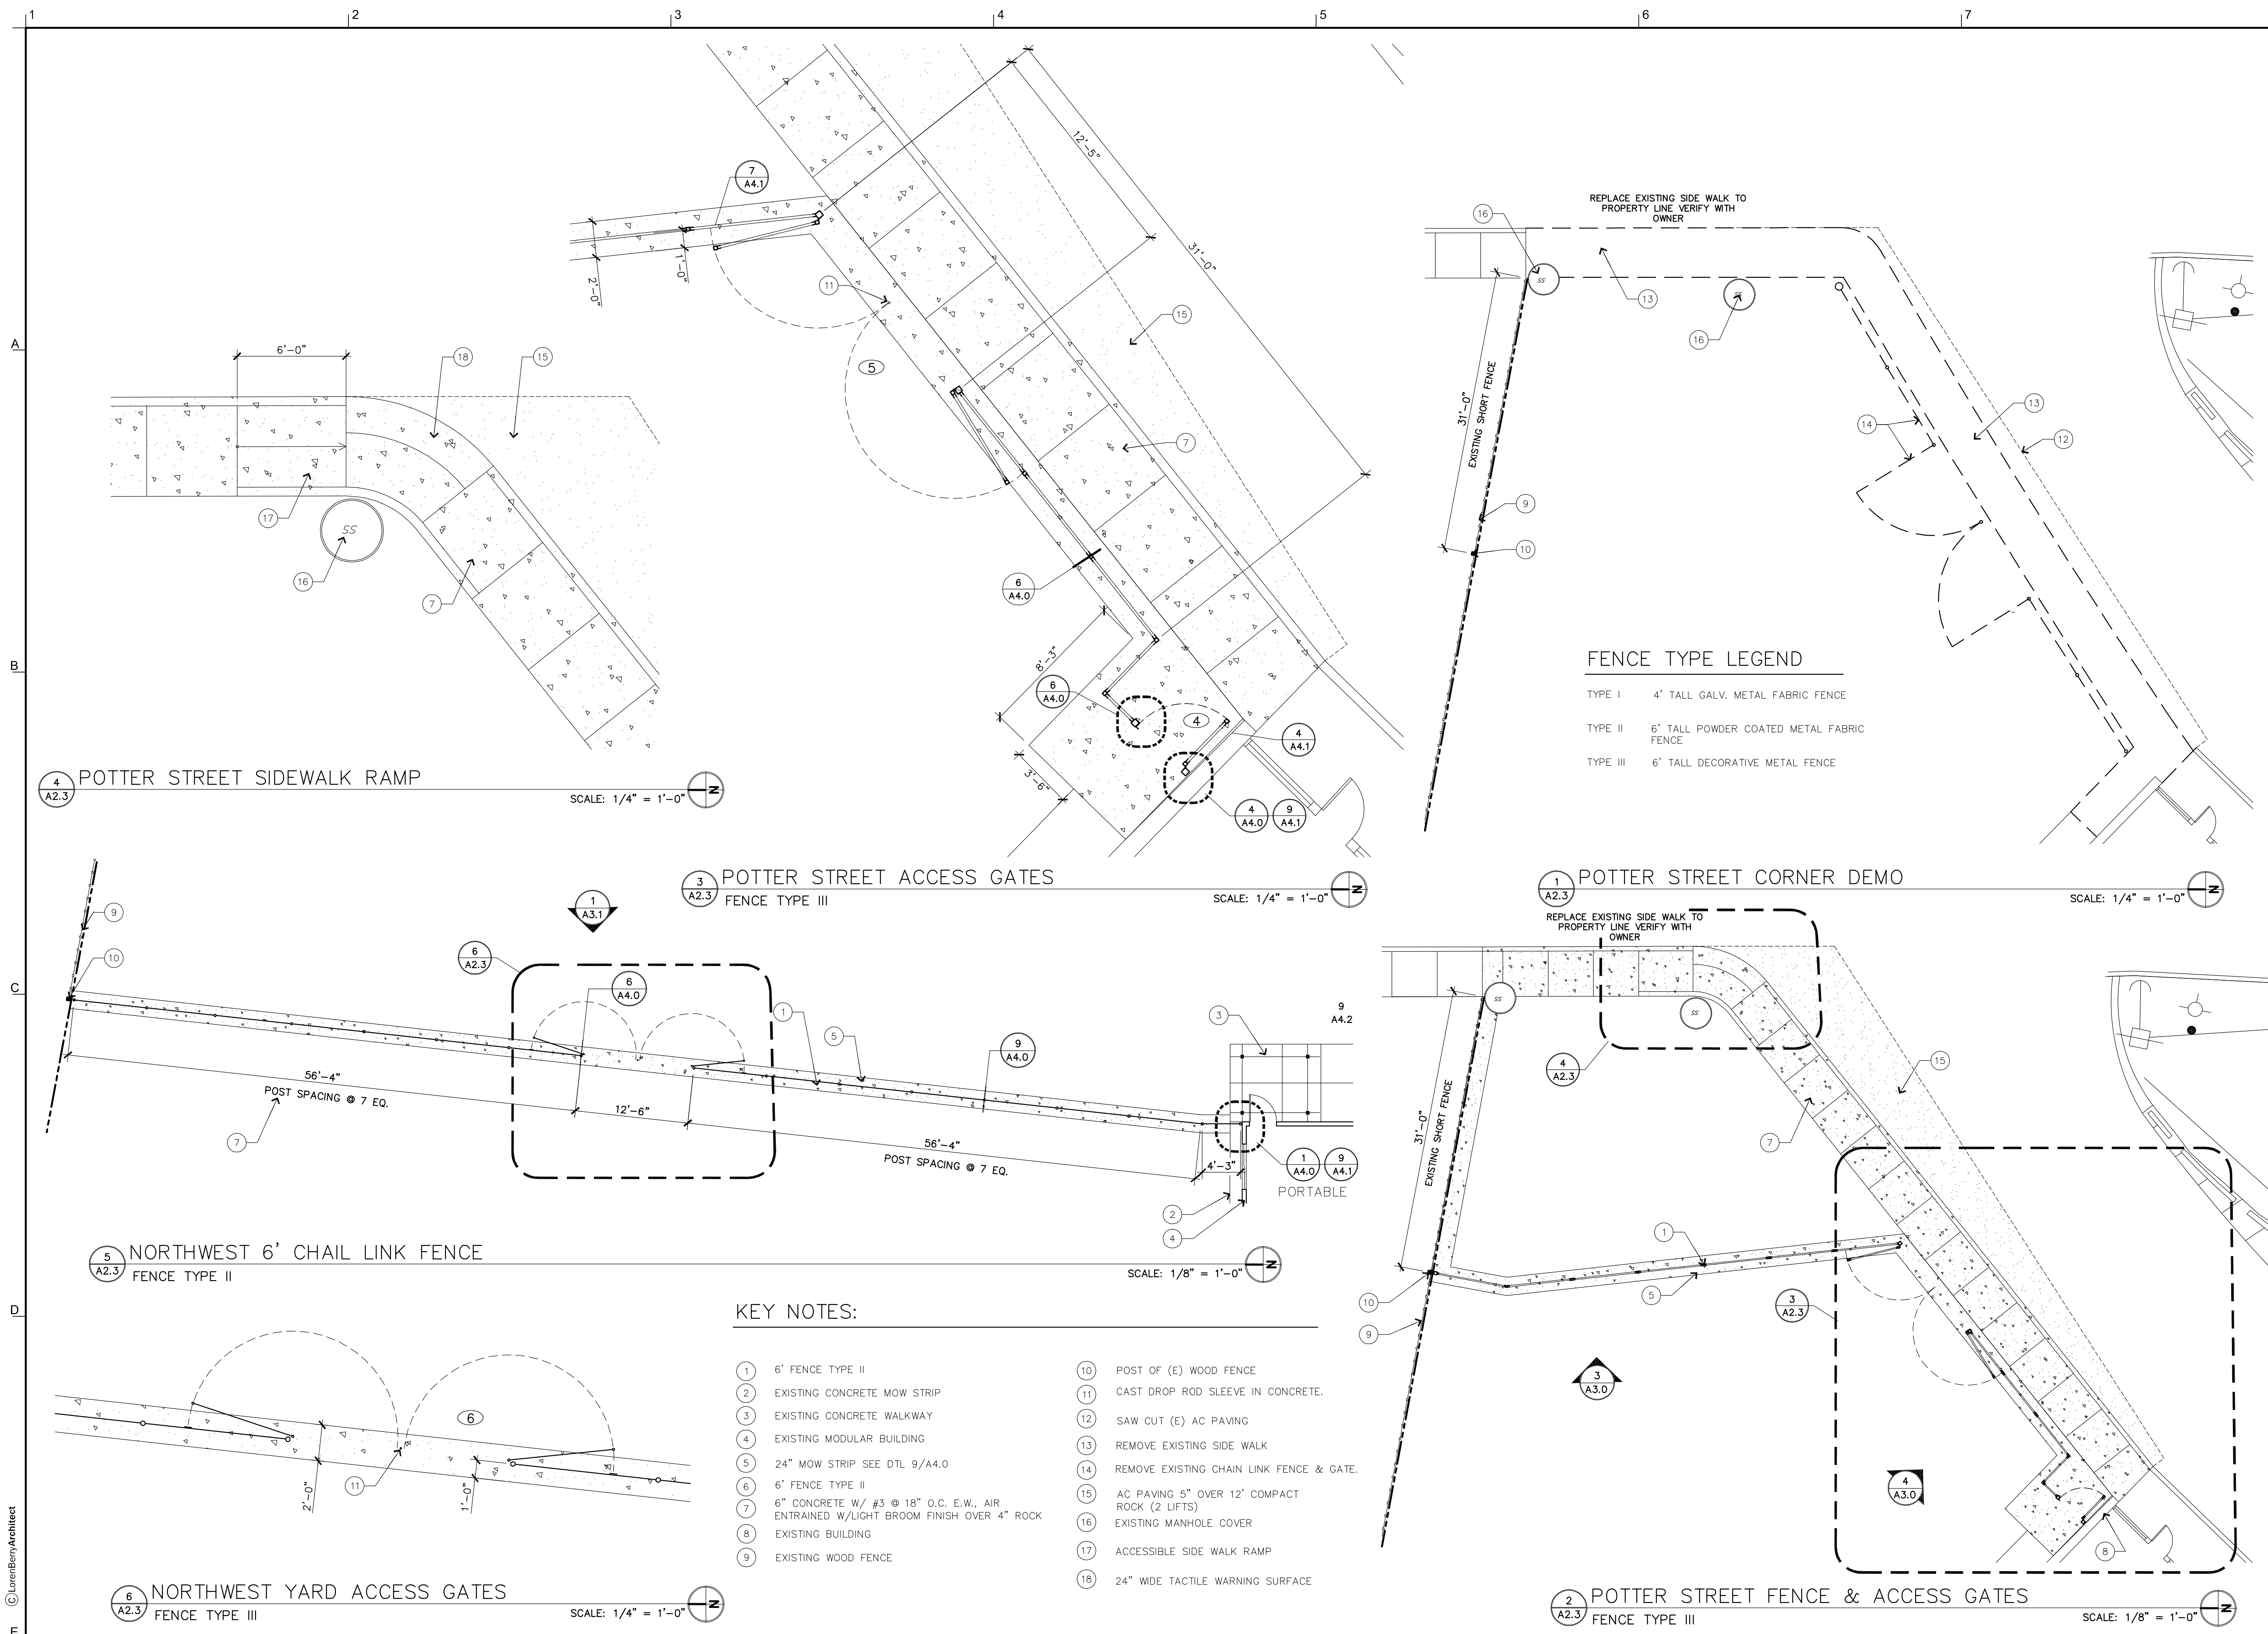 1
2
3
4
5
6
7
A
B
C
D
E
6'-0"
18
15
17
SS
16
7
4
A2.3
POTTER STREET SIDEWALK RAMP
SCALE: 1/4" = 1'-0"
N
7
A4.1
2'-0"
1'-0"
11
5
12'-5"
31'-0"
15
7
6
A4.0
8'-3"
6
A4.0
4
4
A4.1
3'-6"
4
A4.0
9
A4.1
3
A2.3
POTTER STREET ACCESS GATES
FENCE TYPE III
SCALE: 1/4" = 1'-0"
N
REPLACE EXISTING SIDE WALK TO
PROPERTY LINE VERIFY WITH
OWNER
16
SS
13
SS
16
31'-0"
EXISTING SHORT FENCE
14
13
12
9
10
FENCE TYPE LEGEND
TYPE I 4' TALL GALV. METAL FABRIC FENCE
TYPE II 6' TALL POWDER COATED METAL FABRIC
FENCE
TYPE III 6' TALL DECORATIVE METAL FENCE
1
A2.3
POTTER STREET CORNER DEMO
SCALE: 1/4" = 1'-0"
N
9
10
1
A3.1
6
A2.3
6
A4.0
1
5
9
A4.0
3
9
A4.2
56'-4"
POST SPACING @ 7 EQ.
7
12'-6"
56'-4"
POST SPACING @ 7 EQ.
4'-3"
1
A4.0
9
A4.1
PORTABLE
2
4
5
A2.3
NORTHWEST 6' CHAIL LINK FENCE
FENCE TYPE II
SCALE: 1/8" = 1'-0"
N
6
2'-0"
11
1'-0"
6
A2.3
NORTHWEST YARD ACCESS GATES
FENCE TYPE III
SCALE: 1/4" = 1'-0"
N
KEY NOTES:
1 6' FENCE TYPE II
2 EXISTING CONCRETE MOW STRIP
3 EXISTING CONCRETE WALKWAY
4 EXISTING MODULAR BUILDING
5 24" MOW STRIP SEE DTL 9/A4.0
6 6' FENCE TYPE II
7 6" CONCRETE W/ #3 @ 18" O.C. E.W., AIR
ENTRAINED W/LIGHT BROOM FINISH OVER 4" ROCK
8 EXISTING BUILDING
9 EXISTING WOOD FENCE
10 POST OF (E) WOOD FENCE
11 CAST DROP ROD SLEEVE IN CONCRETE.
12 SAW CUT (E) AC PAVING
13 REMOVE EXISTING SIDE WALK
14 REMOVE EXISTING CHAIN LINK FENCE & GATE.
15 AC PAVING 5" OVER 12' COMPACT
ROCK (2 LIFTS)
16 EXISTING MANHOLE COVER
17 ACCESSIBLE SIDE WALK RAMP
18 24" WIDE TACTILE WARNING SURFACE
REPLACE EXISTING SIDE WALK TO
PROPERTY LINE VERIFY WITH
OWNER
SS
SS
4
A2.3
15
7
31'-0"
EXISTING SHORT FENCE
1
5
10
9
3
A2.3
3
A3.0
4
A3.0
8
2
A2.3
POTTER STREET FENCE & ACCESS GATES
FENCE TYPE III
SCALE: 1/8" = 1'-0"
N
©LorenBerryArchitect